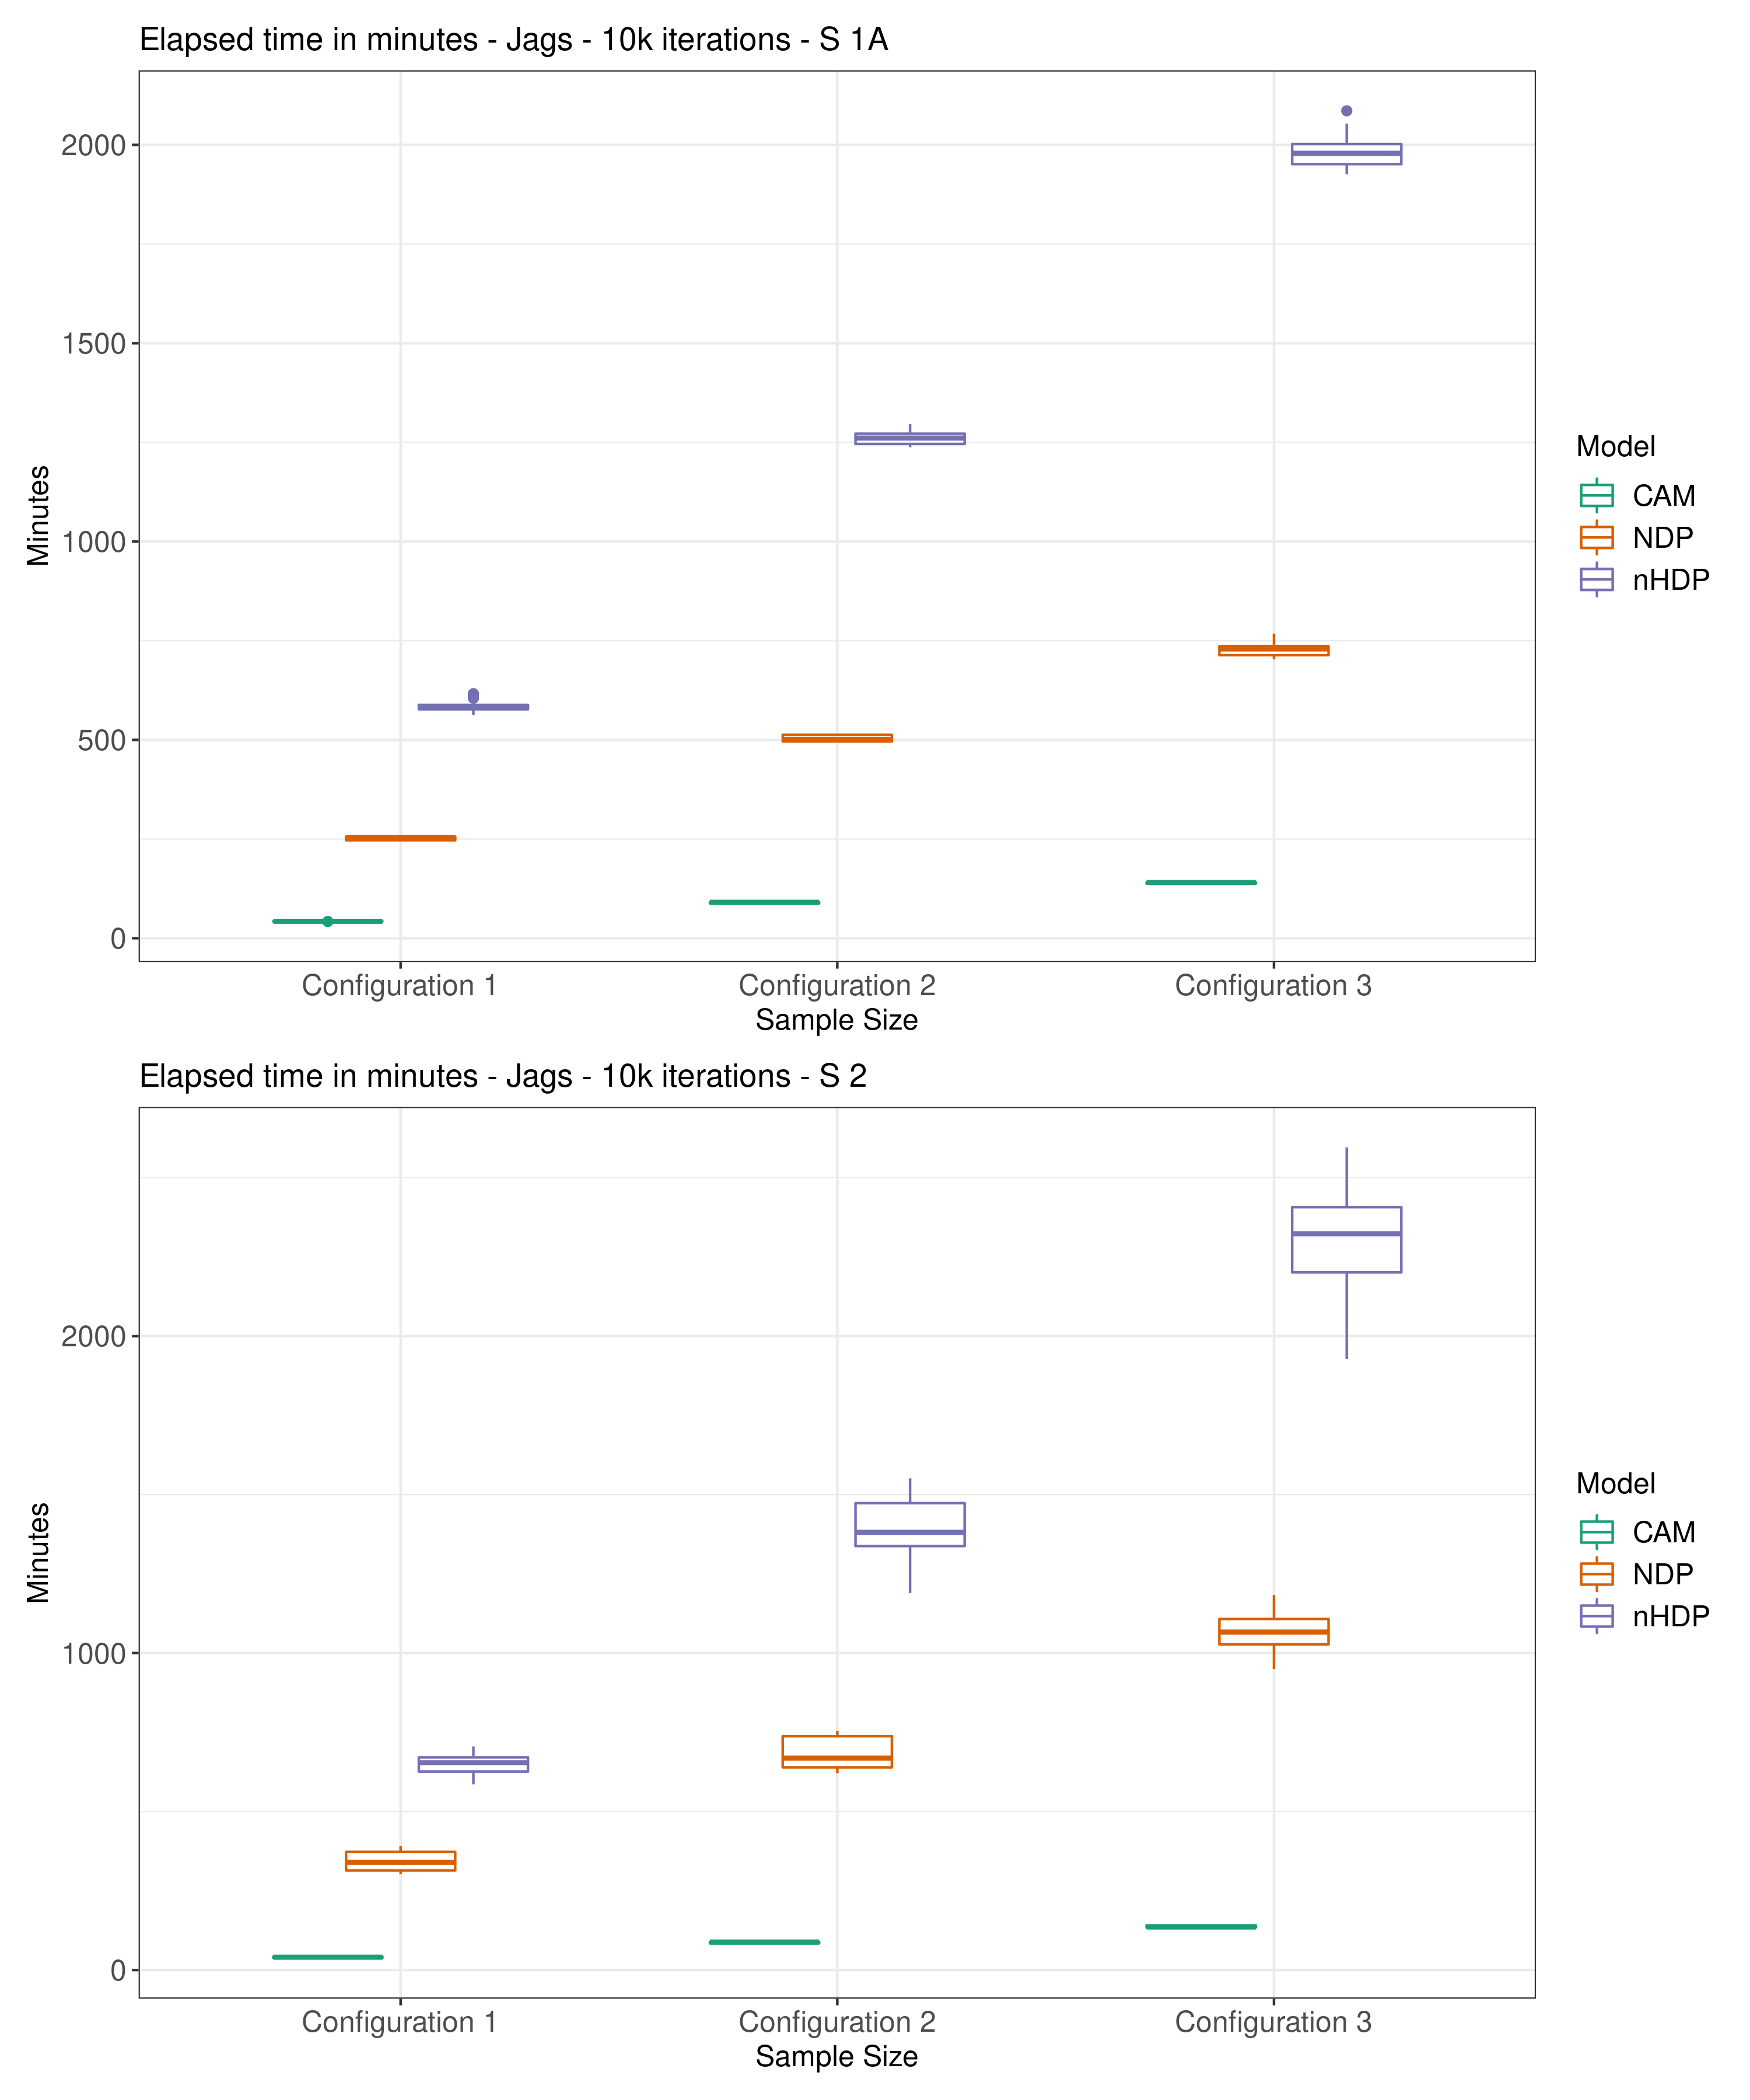 Elapsed time in minutes - Jags - 10k iterations - S 1A
2000
1500
1000
500
0
Minutes
Configuration 1
Configuration 2
Configuration 3
Sample Size
Model
CAM
NDP
nHDP
Elapsed time in minutes - Jags - 10k iterations - S 2
2000
1000
0
Minutes
Configuration 1
Configuration 2
Configuration 3
Sample Size
Model
CAM
NDP
nHDP